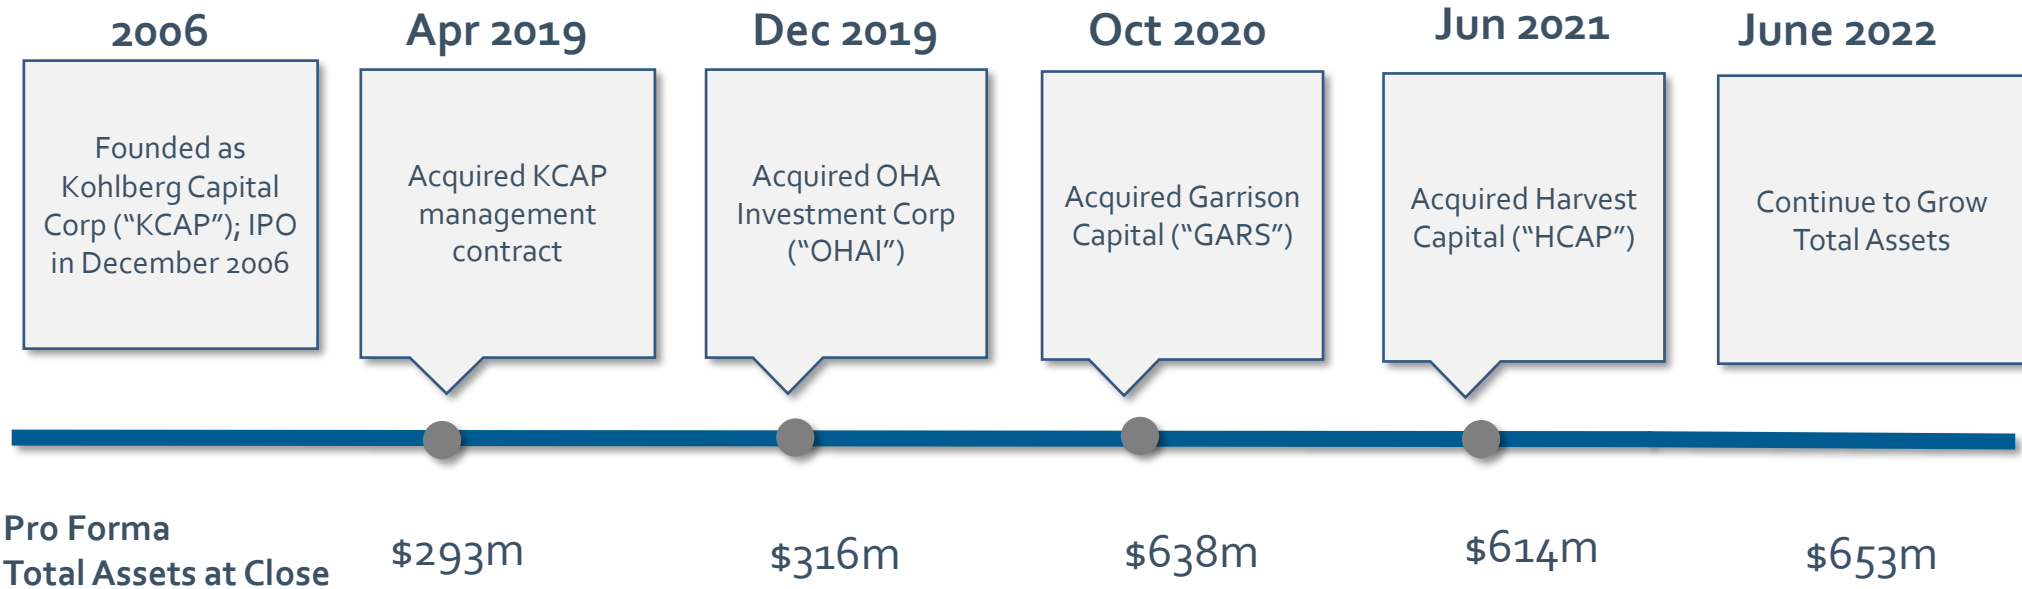 2006
Founded as
Kohlberg Capital
Corp (“KCAP”); IPO
in December 2006
Apr 2019
Acquired KCAP
management
contract
Dec 2019
Acquired OHA
Investment Corp
(“OHAI”)
Oct 2020
Acquired Garrison
Capital (“GARS”)
Jun 2021
Acquired Harvest
Capital (“HCAP”)
June 2022
Continue to Grow
Total Assets
Pro Forma
Total Assets at Close
$293m
$316m
$638m
$614m
$653m